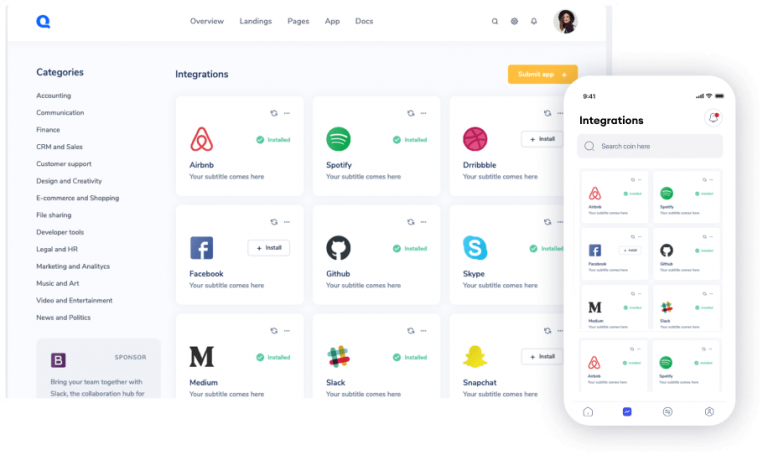 Overview Landings Pages App Docs
Categories
Accounting
Communication
Finance
CRM and Sales
Customer support
Design and Creativity
E-commerce and Shopping
File sharing
Developer tools
Legal and HR
Marketing and Analitycs
Music and Art
Video and Entertainment
News and Politics
B SPONSOR
Bring your team together with
Slack, the collaboration hub for
Integrations
Submit app +
Installed
Airbnb
Your subtitle comes here
Installed
Spotify
Your subtitle comes here
+ Install
Drribbble
Your subtitle comes here
+ Install
Facebook
Your subtitle comes here
Installed
Github
Your subtitle comes here
Installed
Skype
Your subtitle comes here
Installed
Medium
Your subtitle comes here
Installed
Slack
Your subtitle comes here
+ Install
Snapchat
Your subtitle comes here
9:41
Integrations
Search coin here
Installed
Airbnb
Your subtitle comes here
Installed
Spotify
Your subtitle comes here
+ Install
Facebook
Your subtitle comes here
Installed
Github
Your subtitle comes here
Installed
Medium
Your subtitle comes here
Installed
Slack
Your subtitle comes here
Installed
Airbnb
Your subtitle comes here
Installed
Spotify
Your subtitle comes here